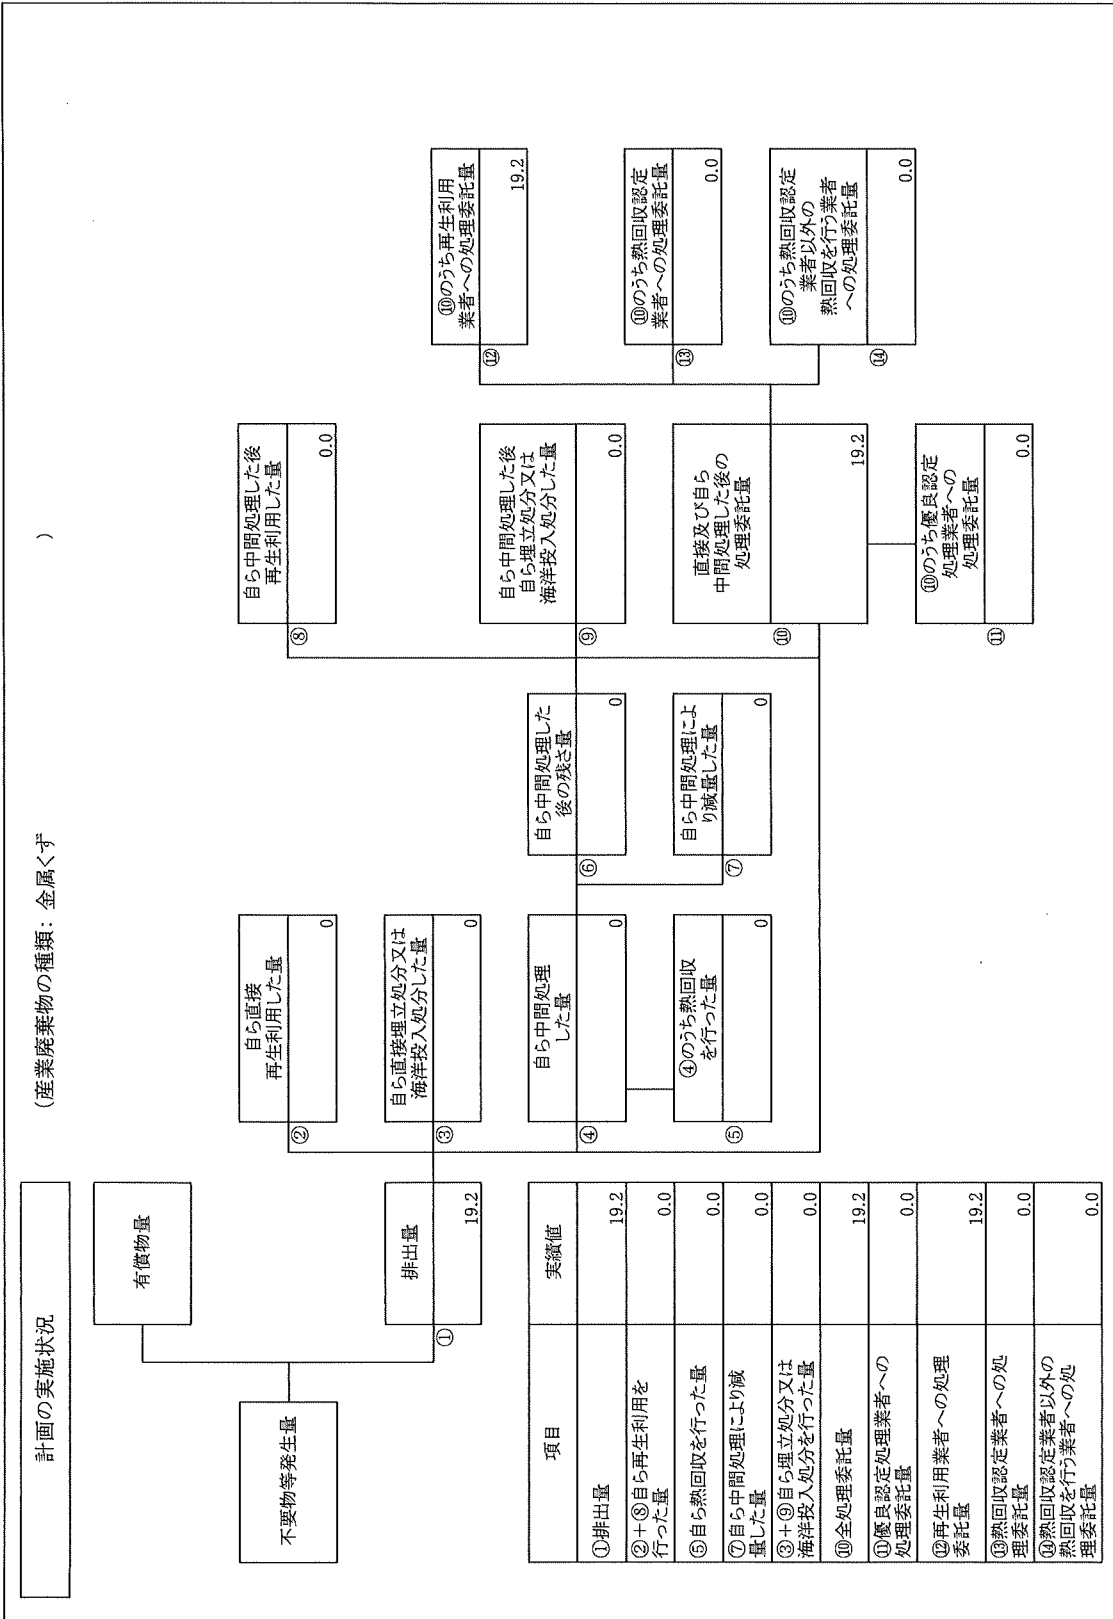 計画の実施状況
(産業廃棄物の種類: 金属くず
)
不要物等発生量
有償物量
①
排出量
19.2
②
自ら直接
再生利用した量
0
③
自ら直接埋立処分又は
海洋投入処分した量
0
④
自ら中間処理
した量
0
⑤
④のうち熱回収
を行った量
0
⑥
自ら中間処理した
後の残さ量
0
⑦
自ら中間処理によ
り減量した量
0
⑧
自ら中間処理した後
再生利用した量
0.0
⑨
自ら中間処理した後
自ら埋立処分又は
海洋投入処分した量
0.0
⑩
直接及び自ら
中間処理した後の
処理委託量
19.2
⑪
⑩のうち優良認定
処理業者への
処理委託量
0.0
⑫
⑩のうち再生利用
業者への処理委託量
19.2
⑬
⑩のうち熱回収認定
業者への処理委託量
0.0
⑭
⑩のうち熱回収認定
業者以外の
熱回収を行う業者
への処理委託量
0.0
項目 実績値
①排出量 19.2
②+⑧自ら再生利用を
行った量 0.0
⑤自ら熱回収を行った量 0.0
⑦自ら中間処理により減
量した量 0.0
③+⑨自ら埋立処分又は
海洋投入処分を行った量 0.0
⑩全処理委託量 19.2
⑪優良認定処理業者への
処理委託量 0.0
⑫再生利用業者への処理
委託量 19.2
⑬熱回収認定業者への処
理委託量 0.0
⑭熱回収認定業者以外の
熱回収を行う業者への処
理委託量 0.0